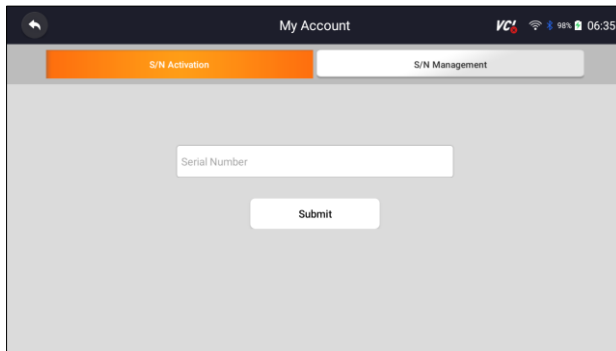 My Account
VCI 98% 06:35
S/N Activation
S/N Management
Serial Number
Submit